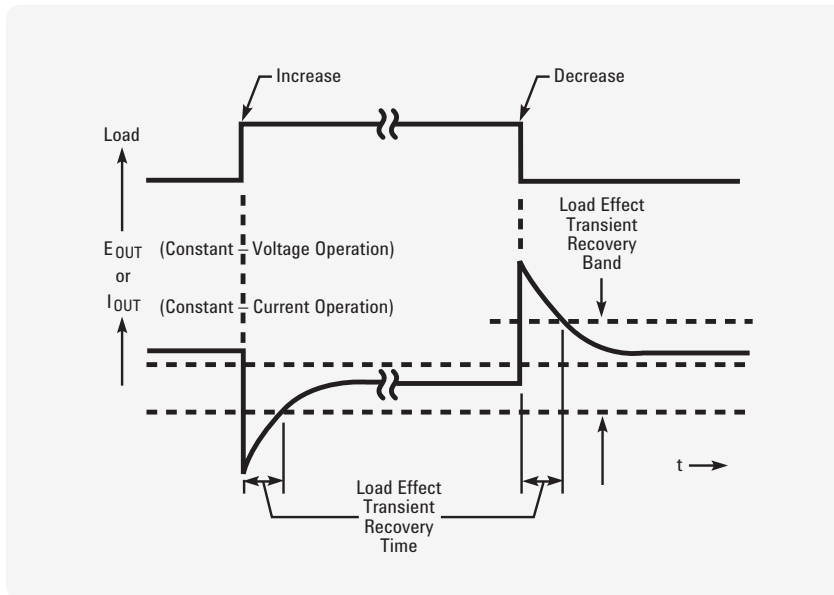 Increase
Decrease
Load
Load Effect
Transient
Recovery
Band
E OUT (Constant – Voltage Operation)
or
I OUT (Constant – Current Operation)
t
Load Effect
Transient
Recovery
Time